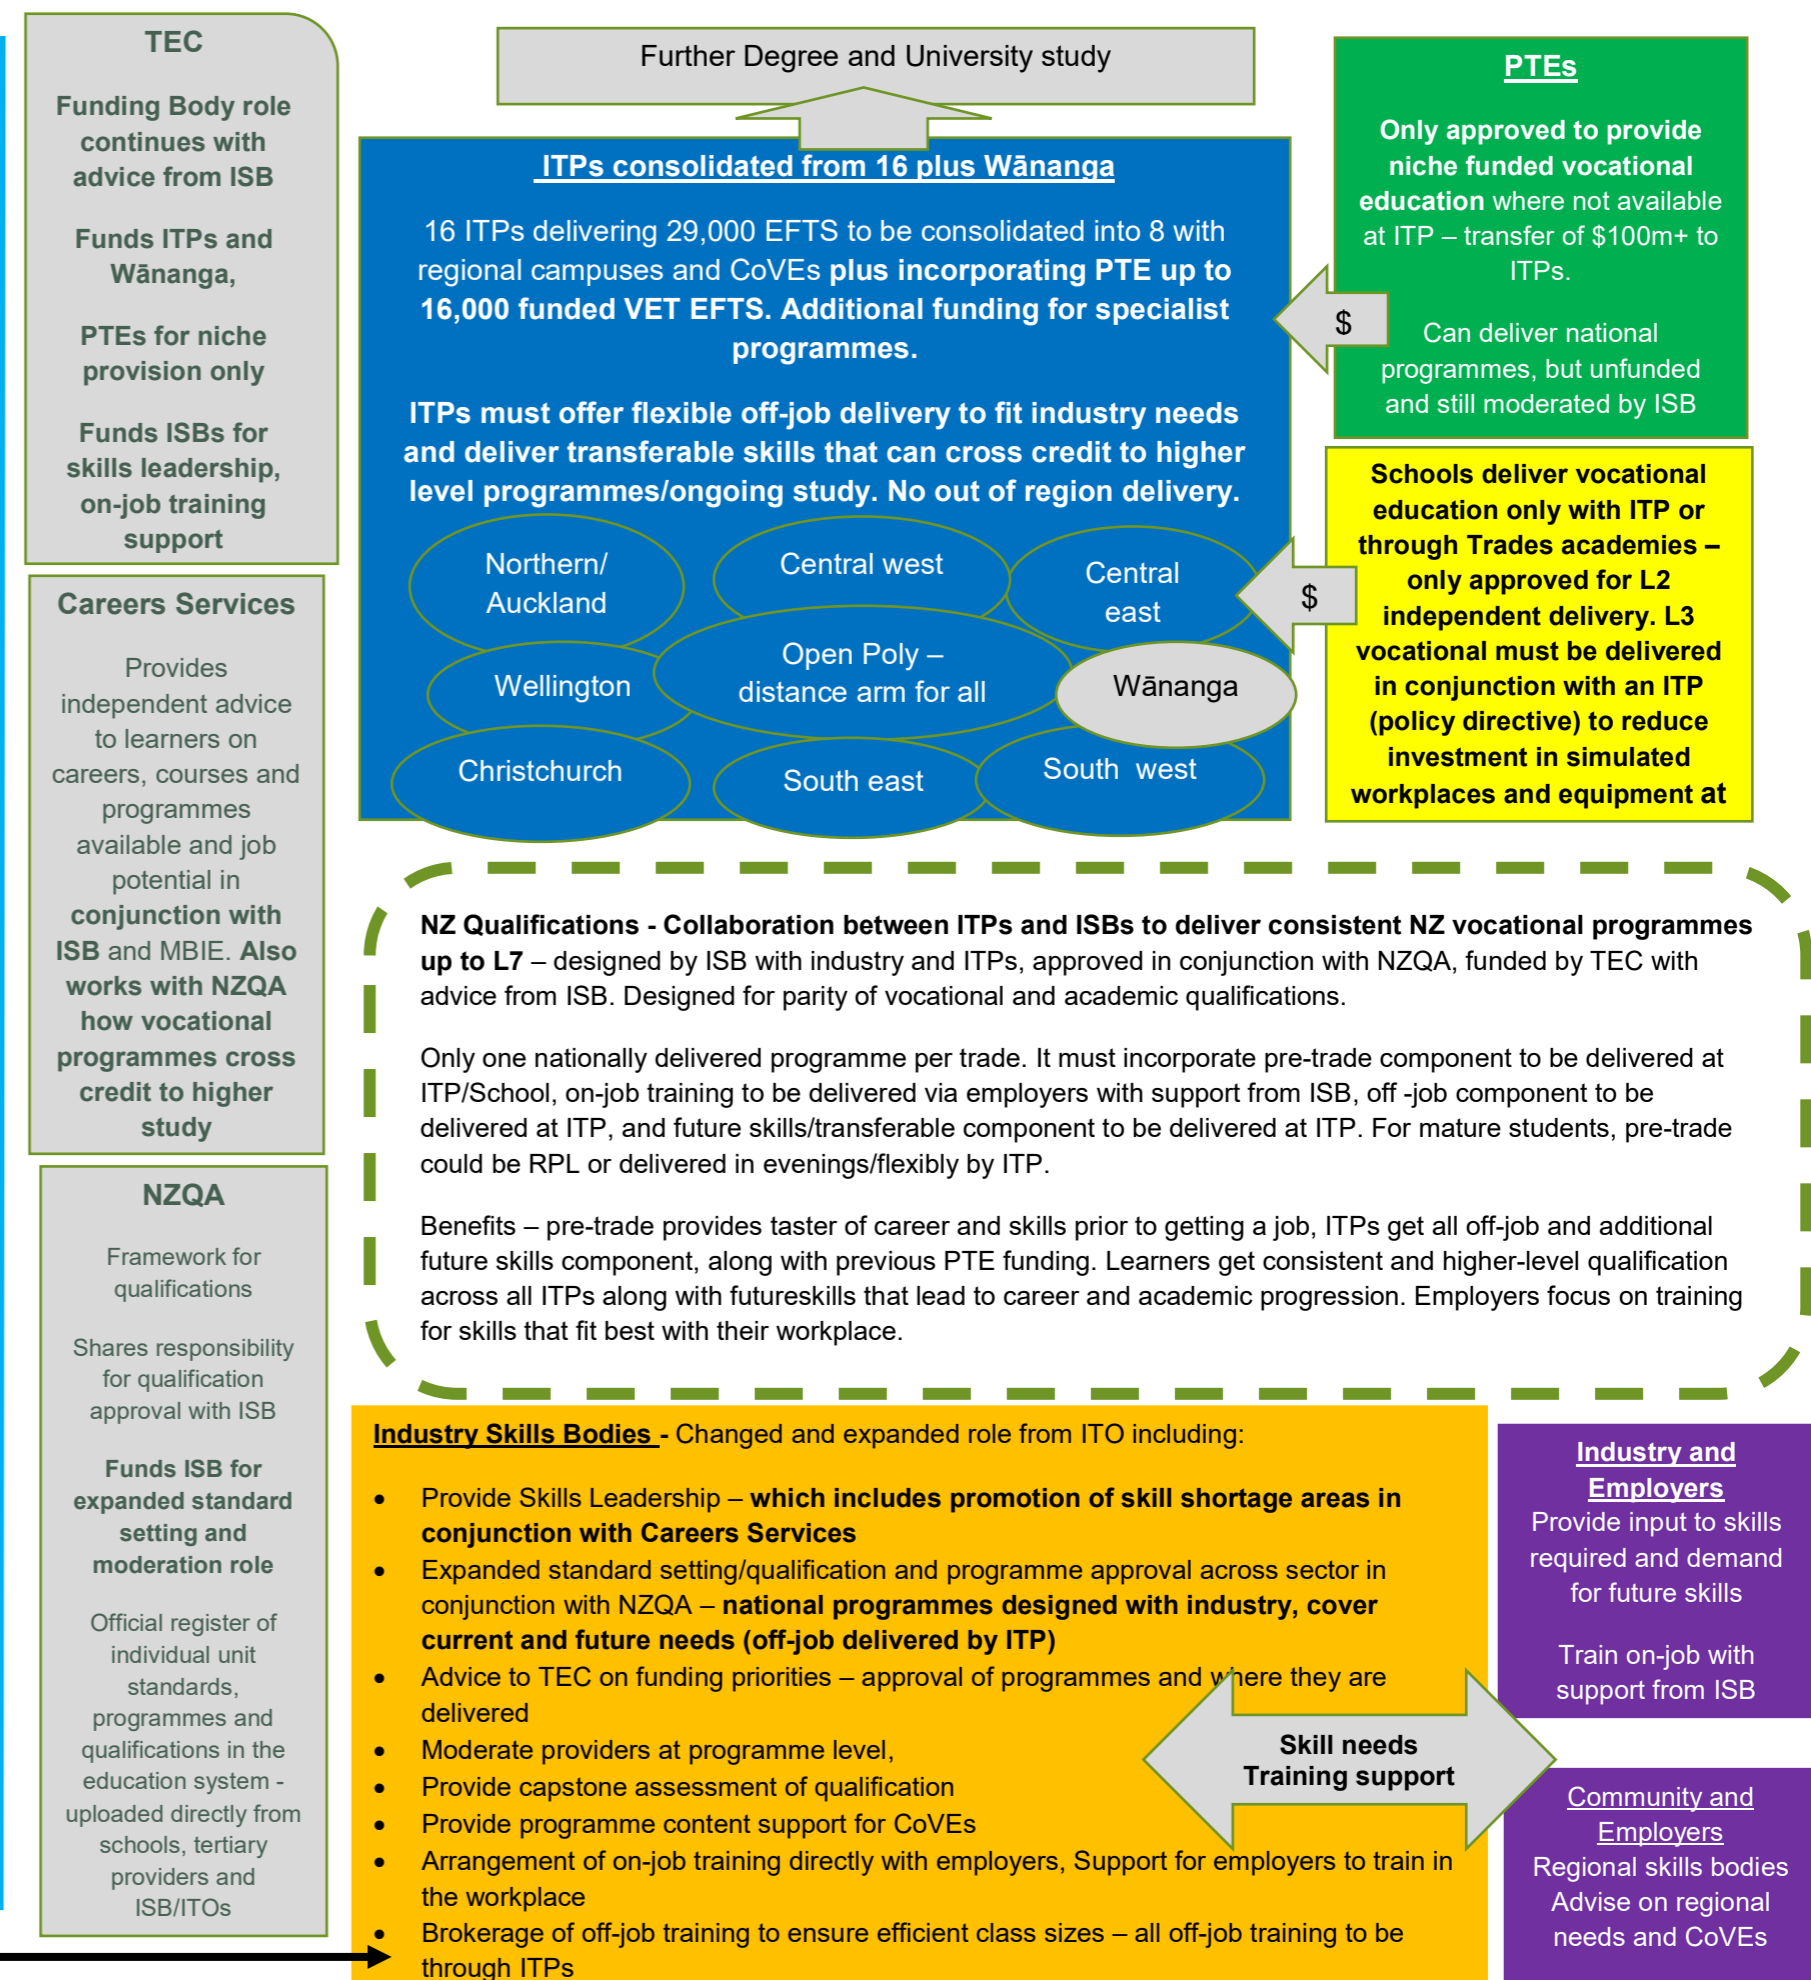 TEC
Funding Body role
continues with
advice from ISB
Funds ITPs and
Wānanga,
PTEs for niche
provision only
Funds ISBs for
skills leadership,
on-job training
support
Careers Services
Provides
independent advice
to learners on
careers, courses and
programmes
available and job
potential in
conjunction with
ISB and MBIE. Also
works with NZQA
how vocational
programmes cross
credit to higher
study
NZQA
Framework for
qualifications
Shares responsibility
for qualification
approval with ISB
Funds ISB for
expanded standard
setting and
moderation role
Official register of
individual unit
standards,
programmes and
qualifications in the
education system -
uploaded directly from
schools, tertiary
providers and
ISB/ITOs
Further Degree and University study
ITPs consolidated from 16 plus Wānanga
16 ITPs delivering 29,000 EFTS to be consolidated into 8 with
regional campuses and CoVEs plus incorporating PTE up to
16,000 funded VET EFTS. Additional funding for specialist
programmes.
ITPs must offer flexible off-job delivery to fit industry needs
and deliver transferable skills that can cross credit to higher
level programmes/ongoing study. No out of region delivery.
Northern/
Auckland
Central west
Central
east
Wellington
Open Poly –
distance arm for all
Wānanga
Christchurch
South east
South  west
PTEs
Only approved to provide
niche funded vocational
education where not available
at ITP – transfer of $100m+ to
ITPs.
Can deliver national
programmes, but unfunded
and still moderated by ISB
$
Schools deliver vocational
education only with ITP or
through Trades academies –
only approved for L2
independent delivery. L3
vocational must be delivered
in conjunction with an ITP
(policy directive) to reduce
investment in simulated
workplaces and equipment at
$
NZ Qualifications - Collaboration between ITPs and ISBs to deliver consistent NZ vocational programmes
up to L7 – designed by ISB with industry and ITPs, approved in conjunction with NZQA, funded by TEC with
advice from ISB. Designed for parity of vocational and academic qualifications.
Only one nationally delivered programme per trade. It must incorporate pre-trade component to be delivered at
ITP/School, on-job training to be delivered via employers with support from ISB, off -job component to be
delivered at ITP, and future skills/transferable component to be delivered at ITP. For mature students, pre-trade
could be RPL or delivered in evenings/flexibly by ITP.
Benefits – pre-trade provides taster of career and skills prior to getting a job, ITPs get all off-job and additional
future skills component, along with previous PTE funding. Learners get consistent and higher-level qualification
across all ITPs along with futureskills that lead to career and academic progression. Employers focus on training
for skills that fit best with their workplace.
Industry Skills Bodies - Changed and expanded role from ITO including:
• Provide Skills Leadership – which includes promotion of skill shortage areas in
conjunction with Careers Services
• Expanded standard setting/qualification and programme approval across sector in
conjunction with NZQA – national programmes designed with industry, cover
current and future needs (off-job delivered by ITP)
• Advice to TEC on funding priorities – approval of programmes and where they are
delivered
• Moderate providers at programme level,
• Provide capstone assessment of qualification
• Provide programme content support for CoVEs
• Arrangement of on-job training directly with employers, Support for employers to train in
the workplace
• Brokerage of off-job training to ensure efficient class sizes – all off-job training to be
through ITPs
Skill needs
Training support
Industry and
Employers
Provide input to skills
required and demand
for future skills
Train on-job with
support from ISB
Community and
Employers
Regional skills bodies
Advise on regional
needs and CoVEs